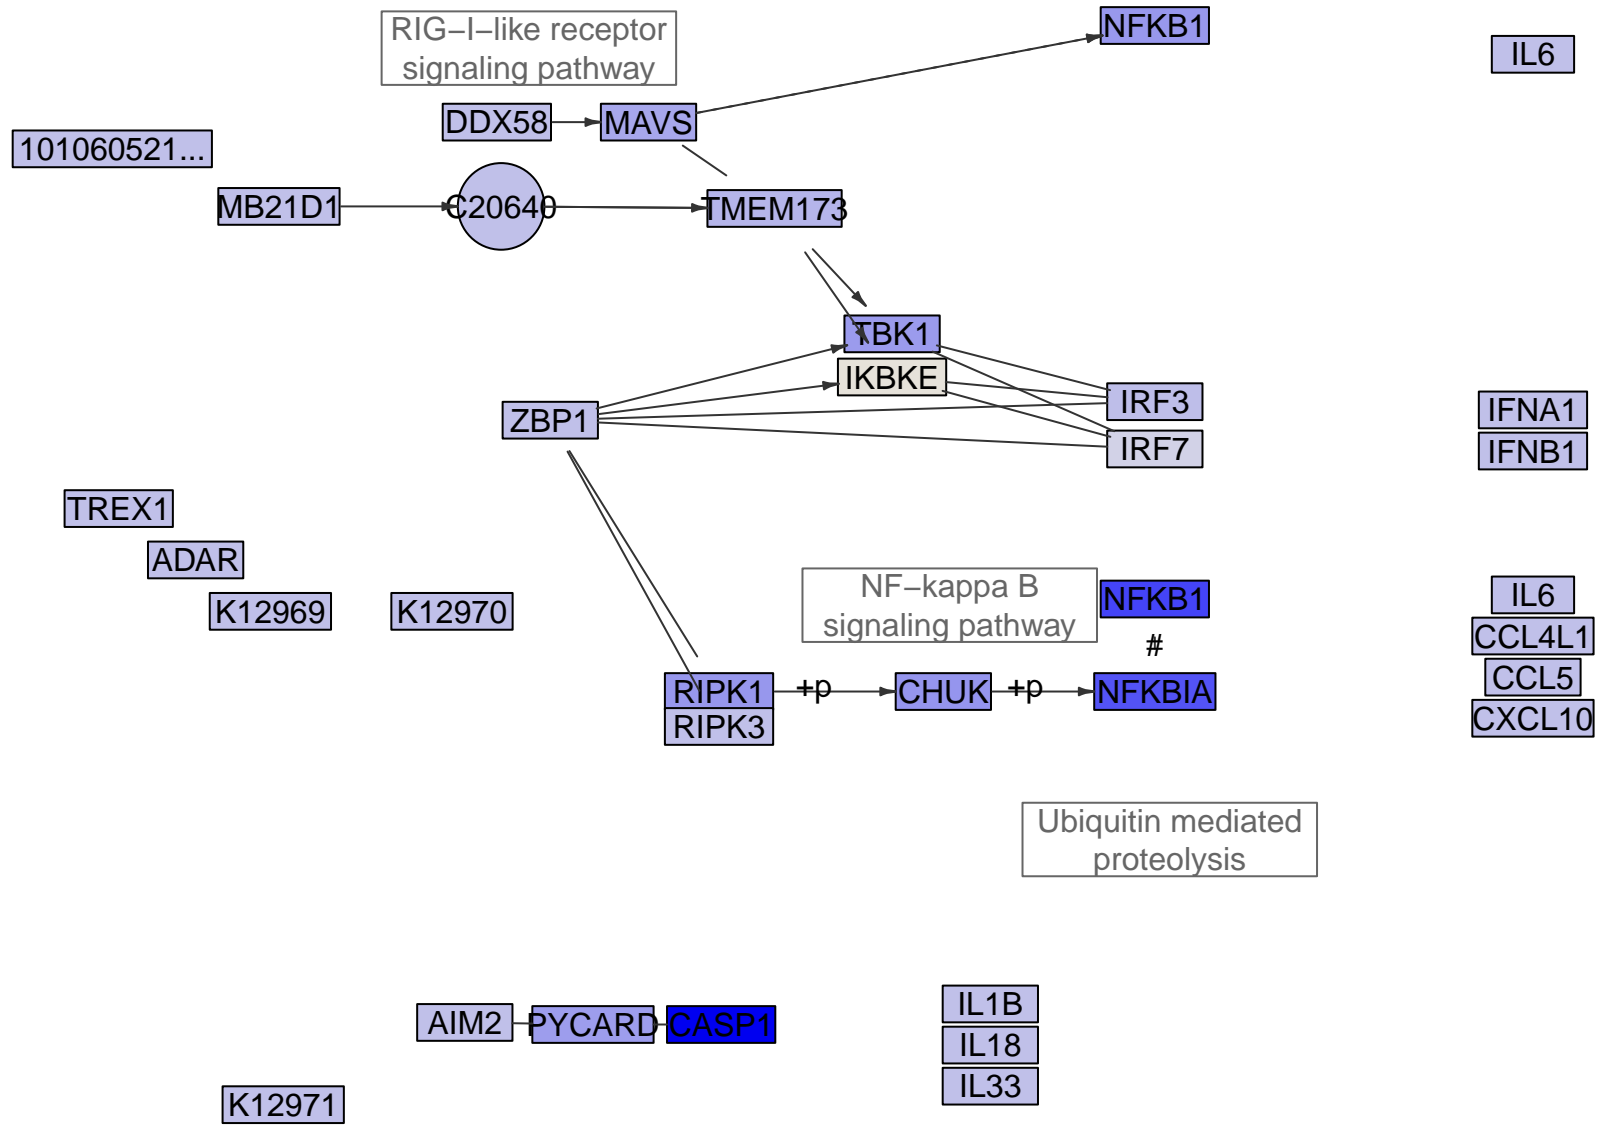 RIG−I−like receptor
signaling pathway
NFKB1
IL6
DDX58
MAVS
101060521...
MB21D1
C20640
TMEM173
TBK1
IKBKE
IRF3
IRF7
ZBP1
IFNA1
IFNB1
TREX1
ADAR
K12969
K12970
NF−kappa B
signaling pathway
NFKB1
#
IL6
CCL4L1
CCL5
CXCL10
RIPK1
+p
CHUK
+p
NFKBIA
RIPK3
Ubiquitin mediated
proteolysis
AIM2
PYCARD
CASP1
IL1B
IL18
IL33
K12971